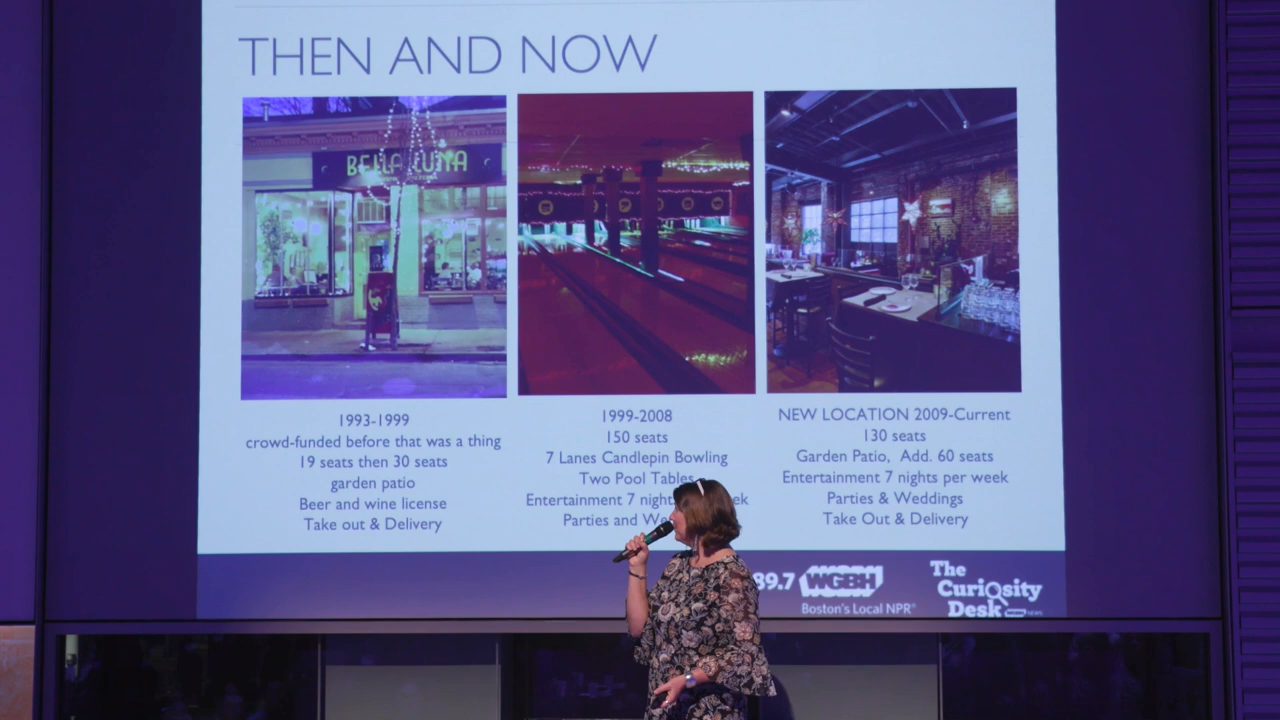 THEN AND NOW
BELLA LUNA
1993-1999
crowd-funded before that was a thing
19 seats then 30 seats
garden patio
Beer and wine license
Take out & Delivery
1999-2008
150 seats
7 Lanes Candlepin Bowling
Two Pool Tables
Entertainment 7 night ek
Parties and We
NEW LOCATION 2009-Current
130 seats
Garden Patio, Add. 60 seats
Entertainment 7 nights per week
Parties & Weddings
Take Out & Delivery
89.7 WGBH
Boston's Local NPR®
The
Curiosity
Desk